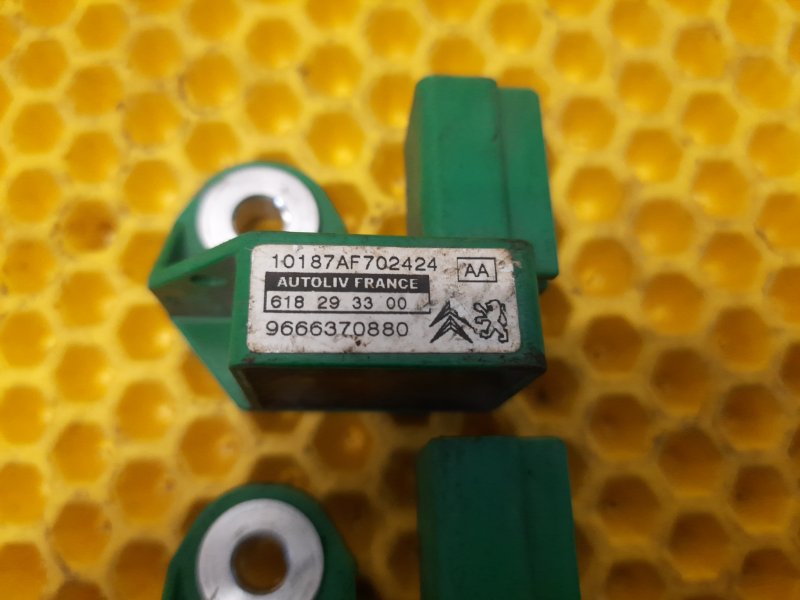 10187AF702424 AA
AUTOLIV FRANCE
618 29 33 00
9666370880